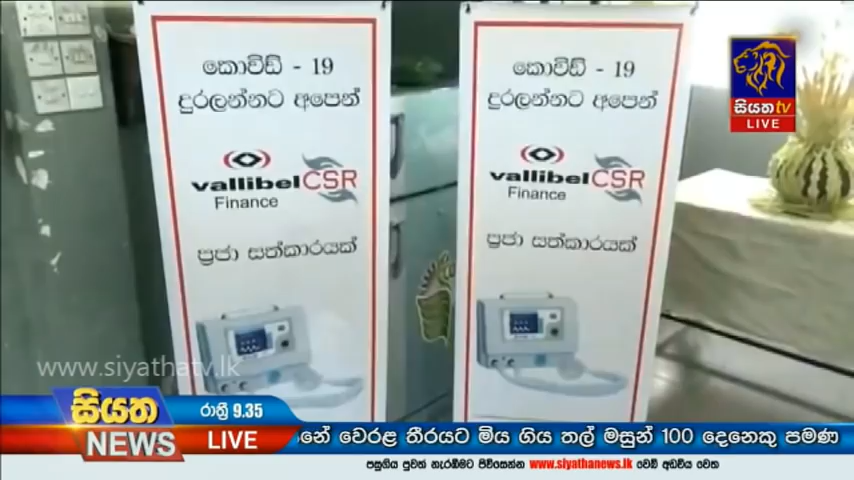 කොවිඩ් - 19
දුරලන්නට අපෙන්
vallibel CSR
Finance
ප්‍රජා සත්කාරයක්
කොවිඩ් - 19
දුරලන්නට අපෙන්
vallibel CSR
Finance
ප්‍රජා සත්කාරයක්
සියත tv
LIVE
www.siyathatv.lk
සියත
NEWS
රාත්‍රී 9.35
LIVE
නේ වෙරළ තීරයට මිය ගිය තල් මසුන් 100 දෙනෙකු පමණ
පසුගිය පුවත් නැරඹීමට පිවිසෙන්න www.siyathanews.lk වෙබ් අඩවිය වෙත